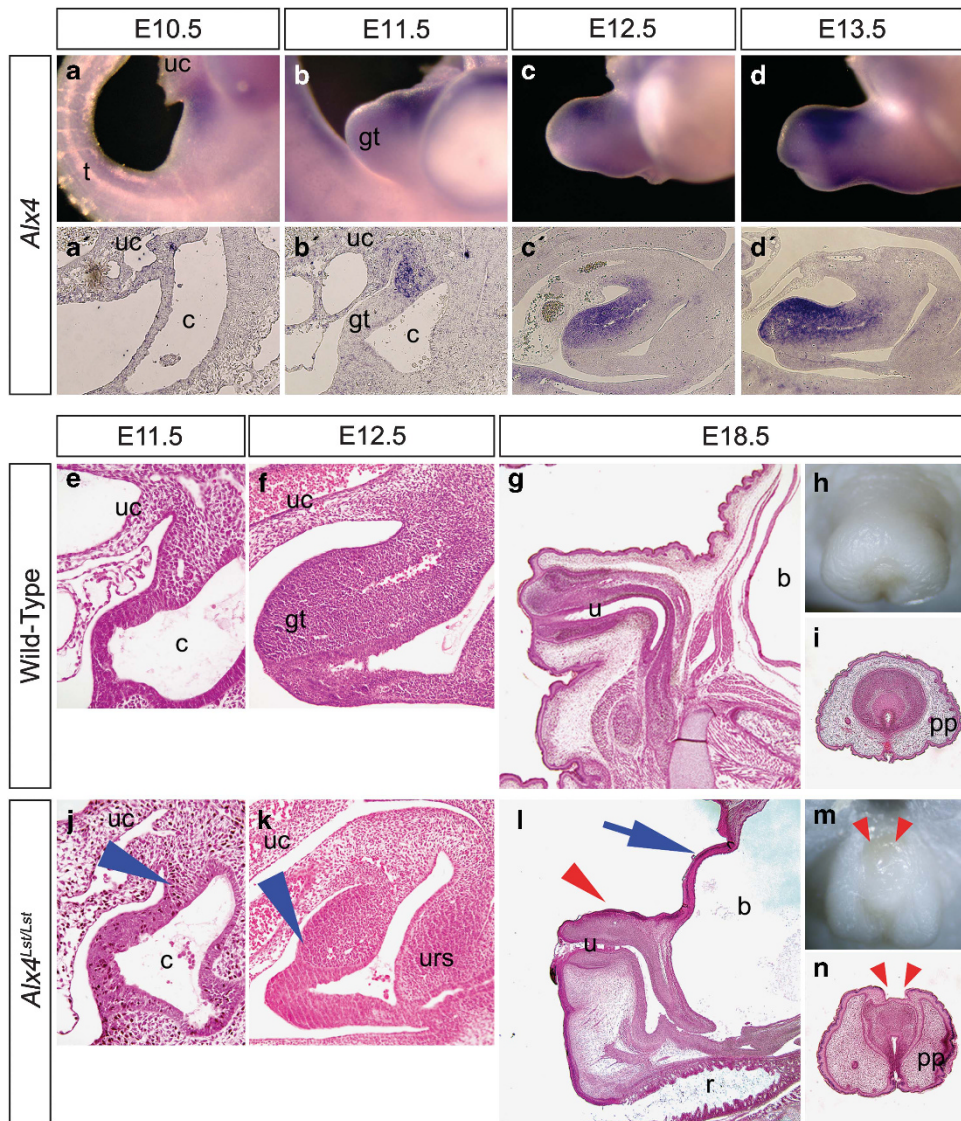 E10.5 E11.5 E12.5 E13.5
Alx4
a uc t
b gt
c
d
a´ uc c
b´ uc gt c
c´
d´
E11.5 E12.5 E18.5
Wild-Type
e uc c
f uc gt
g u b
h
i pp
Alx4Lst/Lst
j uc c
k uc urs
l u b r
m
n pp